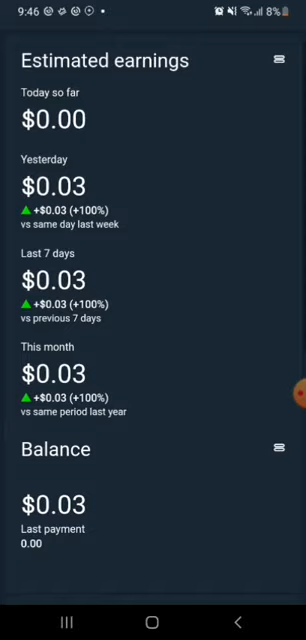 9:46 8%
Estimated earnings
Today so far
$0.00
Yesterday
$0.03
+$0.03 (+100%)
vs same day last week
Last 7 days
$0.03
+$0.03 (+100%)
vs previous 7 days
This month
$0.03
+$0.03 (+100%)
vs same period last year
Balance
$0.03
Last payment
0.00